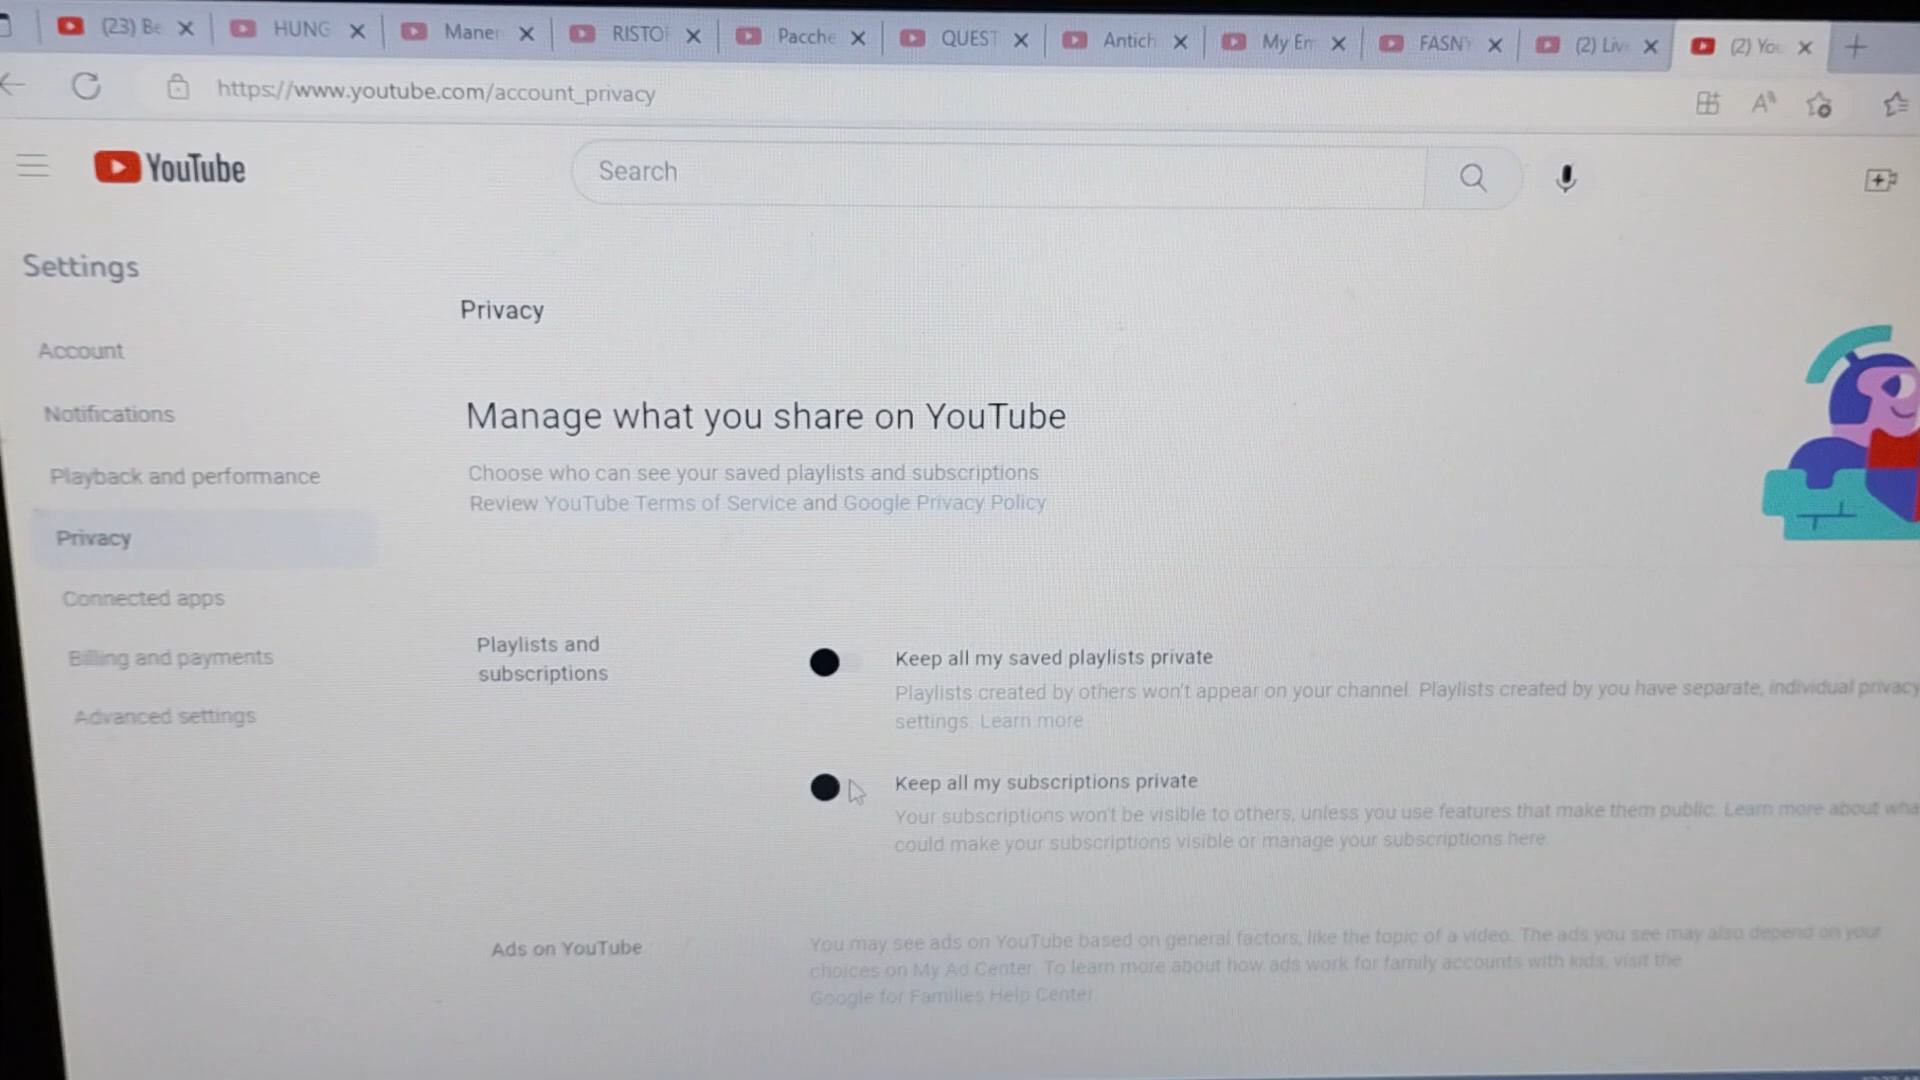 (23) Be
HUNG
Maner
RISTO
Pacche
QUEST
Antich
My Em
FASNY
(2) Live
(2) You
https://www.youtube.com/account_privacy
YouTube
Search
Settings
Account
Notifications
Playback and performance
Privacy
Connected apps
Billing and payments
Advanced settings
Privacy
Manage what you share on YouTube
Choose who can see your saved playlists and subscriptions
Review YouTube Terms of Service and Google Privacy Policy
Playlists and
subscriptions
Keep all my saved playlists private
Playlists created by others won't appear on your channel. Playlists created by you have separate, individual privacy
settings. Learn more
Keep all my subscriptions private
Your subscriptions won't be visible to others, unless you use features that make them public. Learn more about wha
could make your subscriptions visible or manage your subscriptions here.
Ads on YouTube
You may see ads on YouTube based on general factors, like the topic of a video. The ads you see may also depend on your
choices on My Ad Center. To learn more about how ads work for family accounts with kids, visit the
Google for Families Help Center.